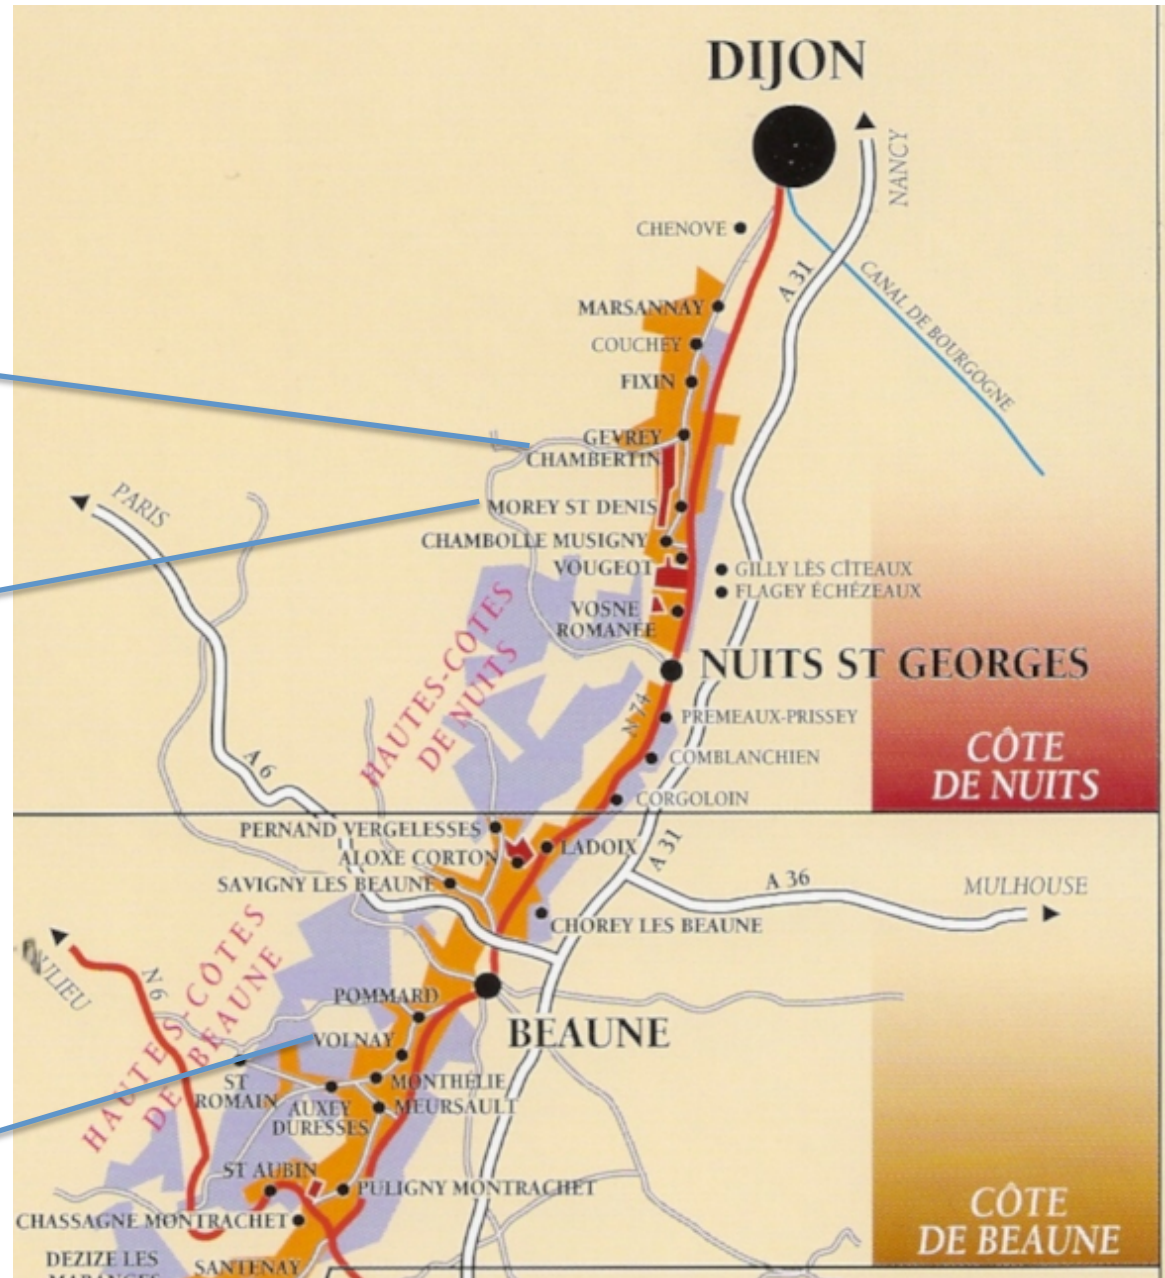 DIJON
NANCY
CHENOVE
A 31
CANAL DE BOURGOGNE
MARSANNAY
COUCHEY
FIXIN
GEVREY
CHAMBERTIN
PARIS
MOREY ST DENIS
CHAMBOLLE MUSIGNY
VOUGEOT
GILLY LÈS CÎTEAUX
FLAGEY ÉCHÉZEAUX
VOSNE
ROMANÉE
HAUTES-CÔTES
DE NUITS
NUITS ST GEORGES
N 74
PREMEAUX-PRISSEY
CÔTE
DE NUITS
COMBLANCHIEN
A 6
CORGOLOIN
PERNAND VERGELESSES
LADOIX
A 31
ALOXE CORTON
SAVIGNY LES BEAUNE
A 36
MULHOUSE
CHOREY LES BEAUNE
N 6
HAUTES-CÔTES
DE BEAUNE
POMMARD
BEAUNE
VOLNAY
ST
ROMAIN
MONTHELIE
AUXEY
DURESSES
MEURSAULT
ST AUBIN
PULIGNY MONTRACHET
CÔTE
DE BEAUNE
CHASSAGNE MONTRACHET
DEZIZE LES
SANTENAY